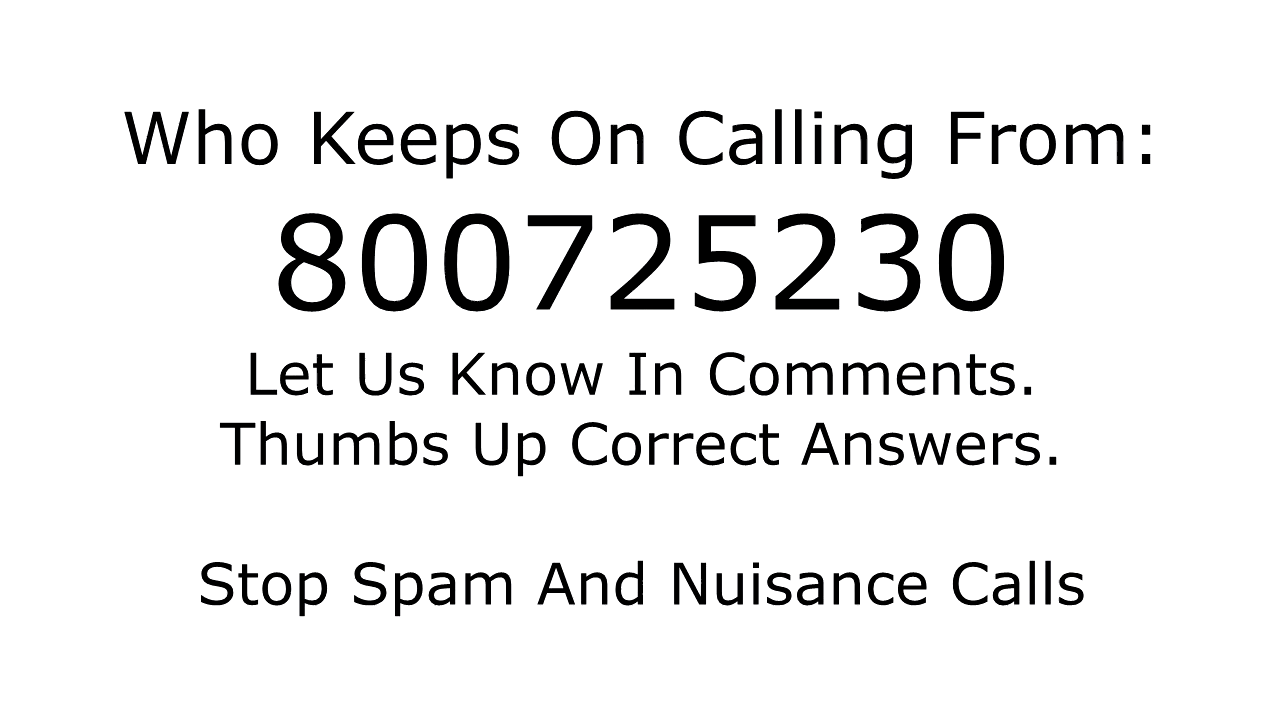 Who Keeps On Calling From:
800725230
Let Us Know In Comments.
Thumbs Up Correct Answers.
Stop Spam And Nuisance Calls